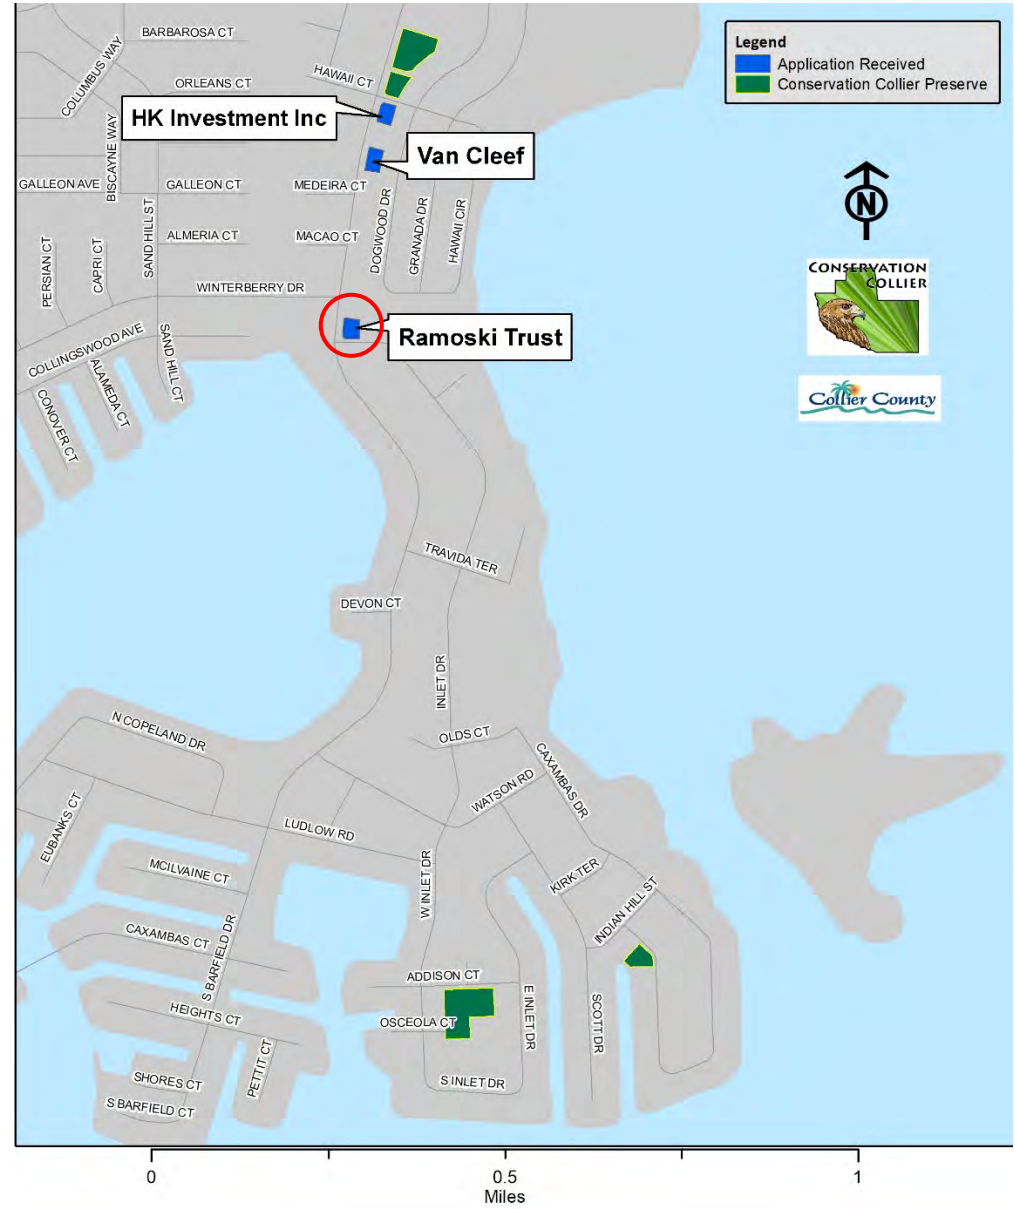 BARBAROSA CT
COLUMBUS WAY
ORLEANS CT
HAWAII CT
HK Investment Inc
Van Cleef
BISCAYNE WAY
GALLEON AVE
GALLEON CT
MEDEIRA CT
DOGWOOD DR
GRANADA DR
HAWAII CIR
SAND HILL ST
PERSIAN CT
CAPRI CT
ALMERIA CT
MACAO CT
WINTERBERRY DR
Ramoski Trust
COLLINGSWOOD AVE
SAND HILL CT
ALAMEDA CT
CONOVER CT
TRAVIDA TER
DEVON CT
INLET DR
N COPELAND DR
OLDS CT
CAXAMBAS DR
WATSON RD
EUBANKS CT
LUDLOW RD
MCILVAINE CT
W INLET DR
KIRK TER
INDIAN HILL ST
CAXAMBAS CT
S BARFIELD DR
ADDISON CT
HEIGHTS CT
OSCEOLA CT
E INLET DR
SCOTT DR
PETTIT CT
SHORES CT
S INLET DR
S BARFIELD CT
Legend
Application Received
Conservation Collier Preserve
N
CONSERVATION
COLLIER
Collier County
0
0.5
1
Miles